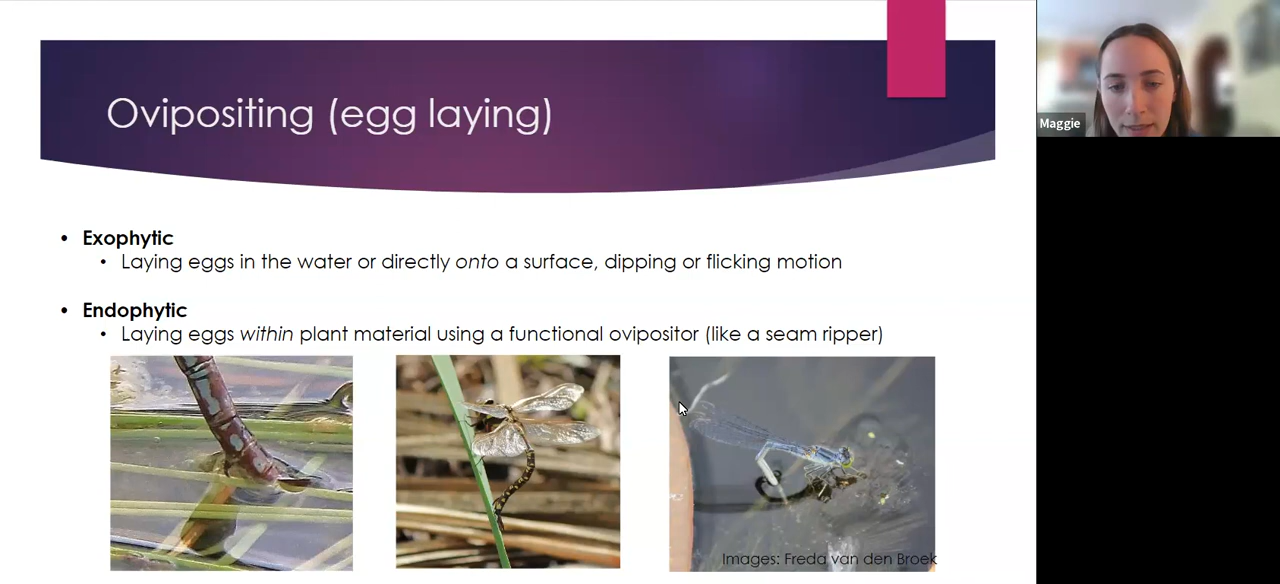 Ovipositing (egg laying)
Maggie
• Exophytic
• Laying eggs in the water or directly onto a surface, dipping or flicking motion
• Endophytic
• Laying eggs within plant material using a functional ovipositor (like a seam ripper)
Images: Freda van den Broek